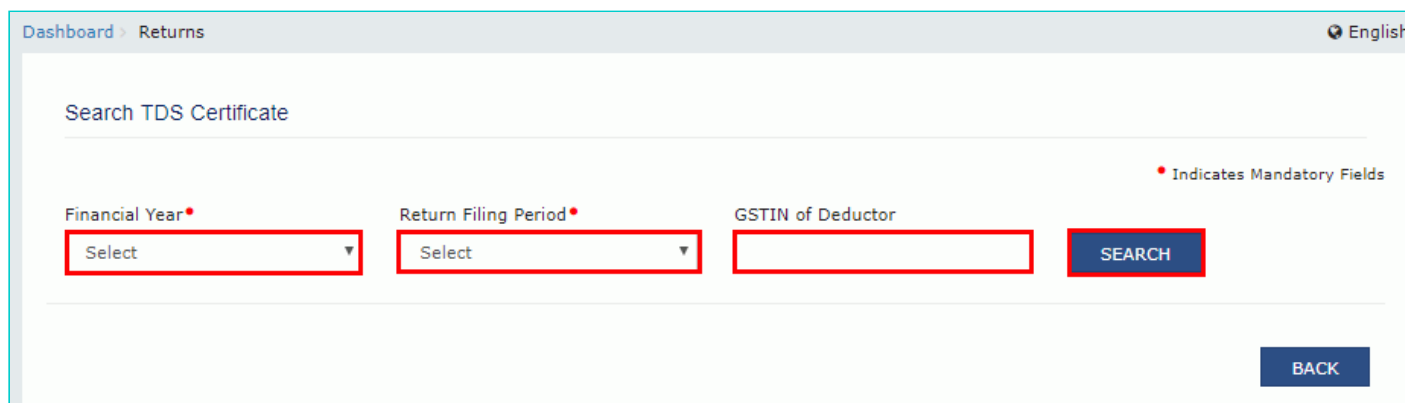 Dashboard > Returns English
Search TDS Certificate
• Indicates Mandatory Fields
Financial Year• Return Filing Period• GSTIN of Deductor
Select Select SEARCH
BACK